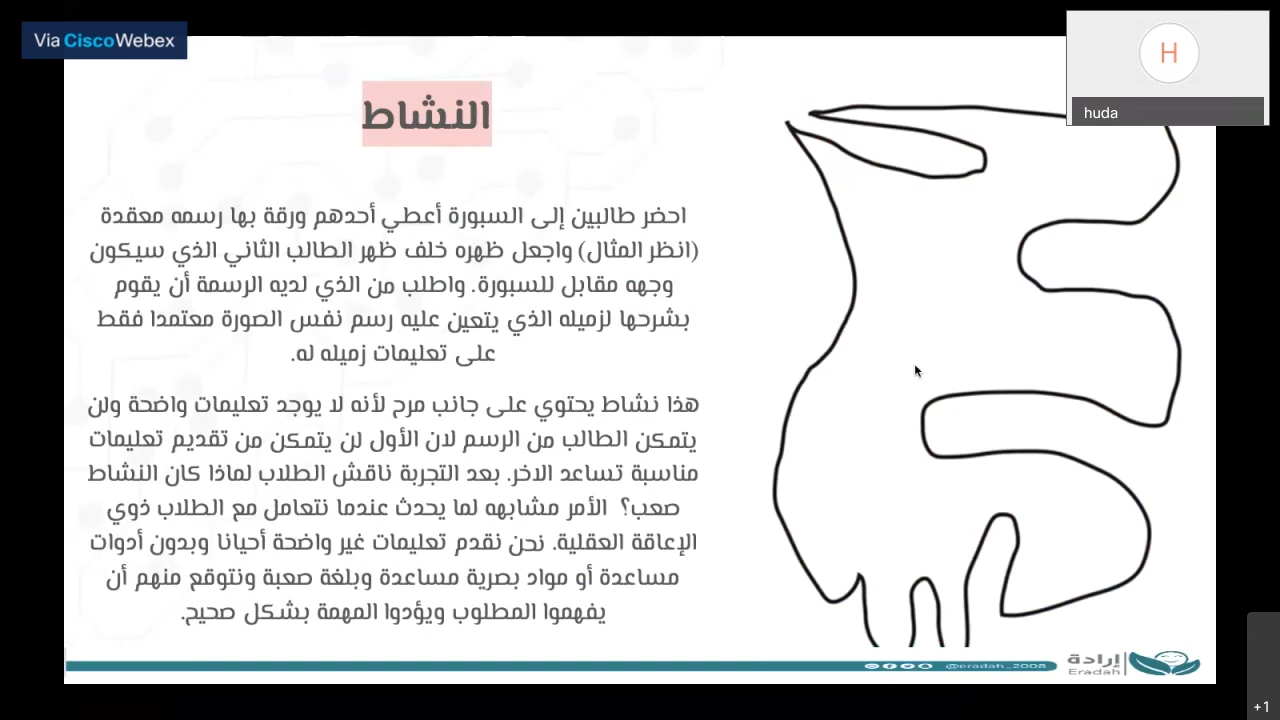 Via Cisco Webex
H
huda
النشاط
احضر طالبين إلى السبورة أعطي أحدهم ورقة بها رسمه معقدة
(انظر المثال) واجعل ظهره خلف ظهر الطالب الثاني الذي سيكون
وجهه مقابل للسبورة. واطلب من الذي لديه الرسمة أن يقوم
بشرحها لزميله الذي يتعين عليه رسم نفس الصورة معتمدا فقط
على تعليمات زميله له.
هذا نشاط يحتوي على جانب مرح لأنه لا يوجد تعليمات واضحة ولن
يتمكن الطالب من الرسم لان الأول لن يتمكن من تقديم تعليمات
مناسبة تساعد الاخر. بعد التجربة ناقش الطلاب لماذا كان النشاط
صعب؟ الأمر مشابهه لما يحدث عندما نتعامل مع الطلاب ذوي
الإعاقة العقلية. نحن نقدم تعليمات غير واضحة أحيانا وبدون أدوات
مساعدة أو مواد بصرية مساعدة وبلغة صعبة ونتوقع منهم أن
يفهموا المطلوب ويؤدوا المهمة بشكل صحيح.
@eradah_2008
إرادة
Eradah
+1